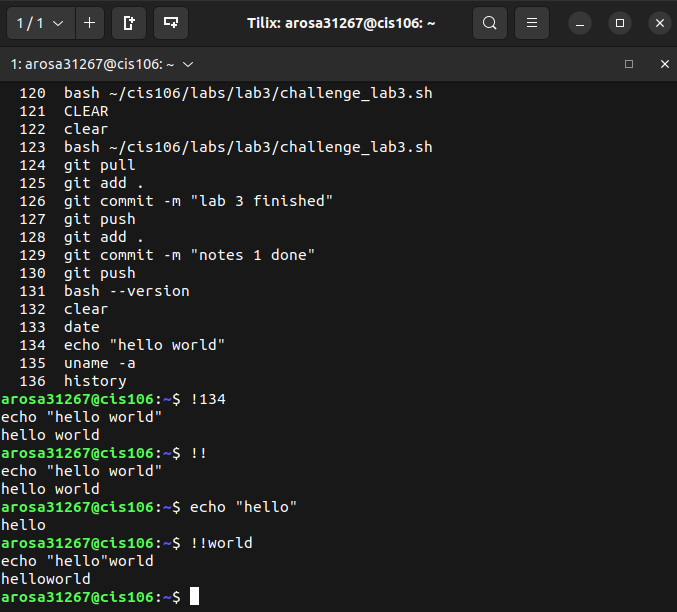 1 / 1
Tilix: arosa31267@cis106: ~
1: arosa31267@cis106: ~
120  bash ~/cis106/labs/lab3/challenge_lab3.sh
121  CLEAR
122  clear
123  bash ~/cis106/labs/lab3/challenge_lab3.sh
124  git pull
125  git add .
126  git commit -m "lab 3 finished"
127  git push
128  git add .
129  git commit -m "notes 1 done"
130  git push
131  bash --version
132  clear
133  date
134  echo "hello world"
135  uname -a
136  history
arosa31267@cis106:~$ !134
echo "hello world"
hello world
arosa31267@cis106:~$ !!
echo "hello world"
hello world
arosa31267@cis106:~$ echo "hello"
hello
arosa31267@cis106:~$ !!world
echo "hello"world
helloworld
arosa31267@cis106:~$